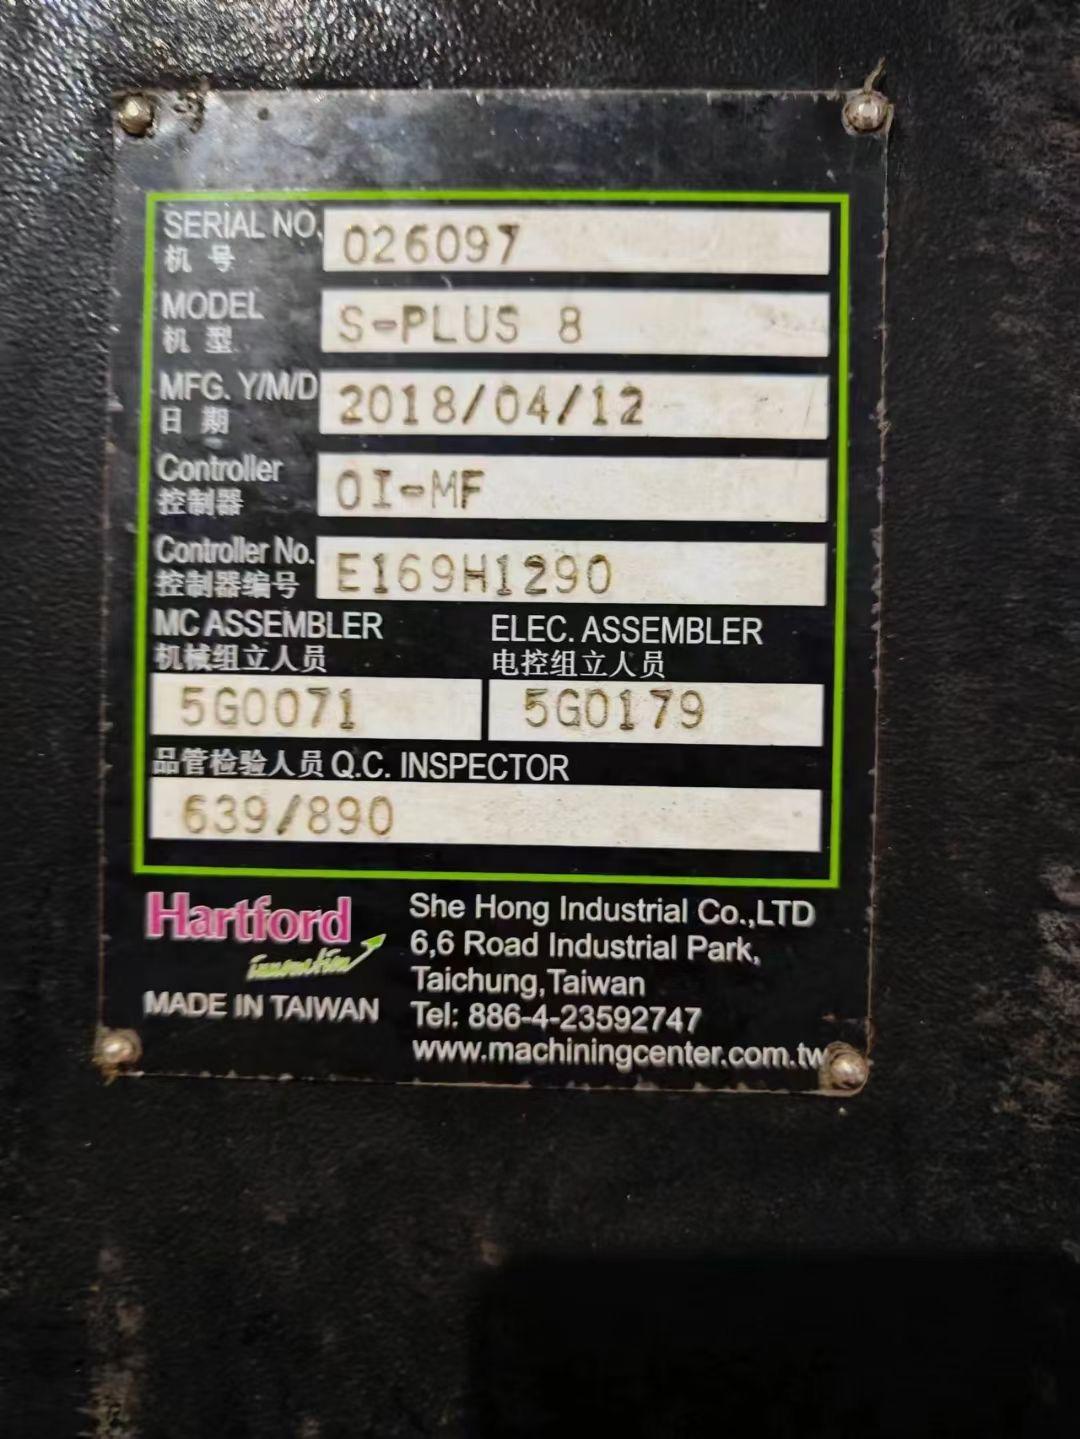 SERIAL NO. 026097
机 号
MODEL S-PLUS 8
机 型
MFG. Y/M/D 2018/04/12
日 期
Controller OI-MF
控制器
Controller No. E169H1290
控制器编号
MC ASSEMBLER ELEC. ASSEMBLER
机械组立人员 电控组立人员
5G0071 5G0179
品管检验人员 Q.C. INSPECTOR
639/890
Hartford
innovation
MADE IN TAIWAN
She Hong Industrial Co.,LTD
6,6 Road Industrial Park,
Taichung,Taiwan
Tel: 886-4-23592747
www.machiningcenter.com.tw